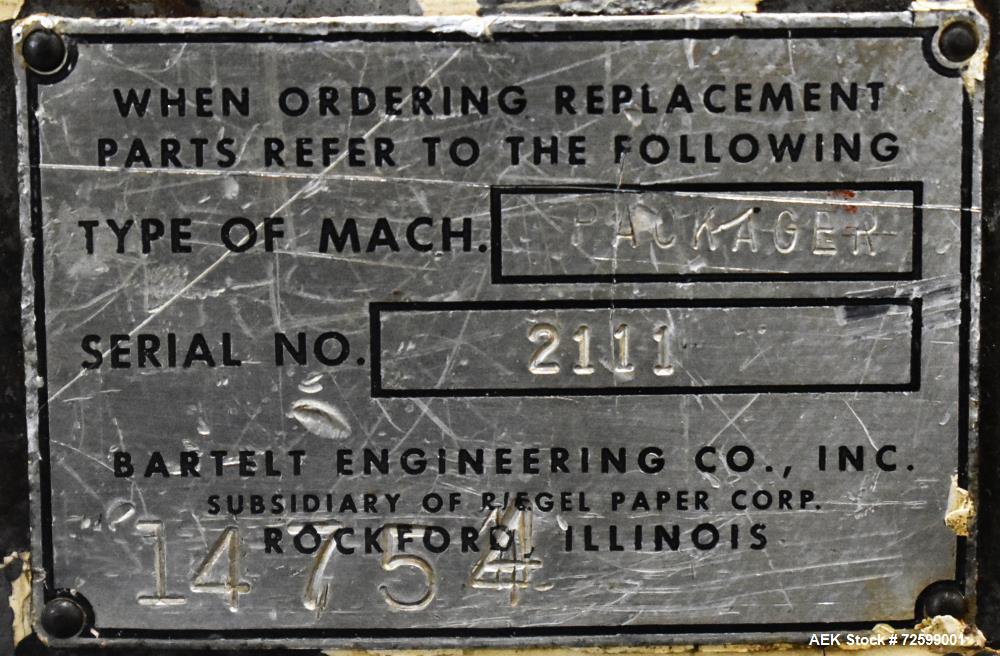 WHEN ORDERING REPLACEMENT
PARTS REFER TO THE FOLLOWING
TYPE OF MACH. PACKAGER
SERIAL NO. 2111
BARTELT ENGINEERING CO., INC.
SUBSIDIARY OF RIEGEL PAPER CORP.
ROCKFORD, ILLINOIS
14754
AEK Stock # 72599001